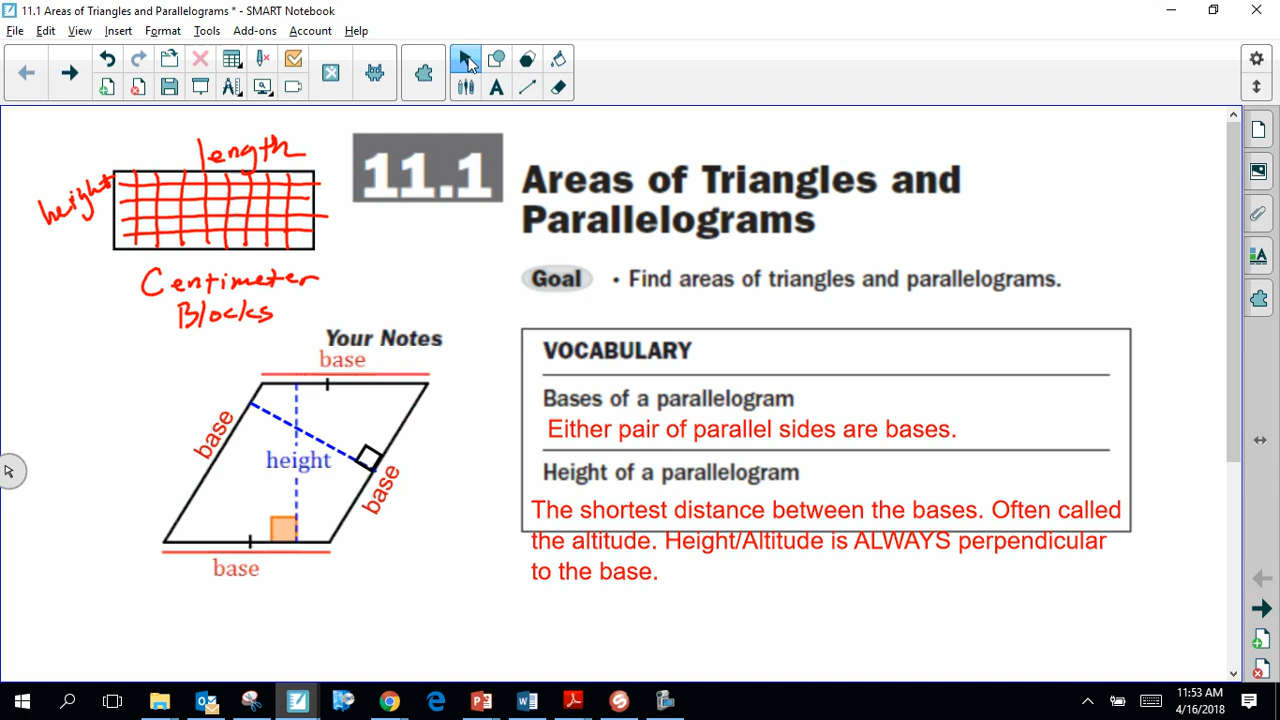 11.1 Areas of Triangles and Parallelograms * - SMART Notebook
File Edit View Insert Format Tools Add-ons Account Help
length
height
Centimeter
Blocks
11.1
Areas of Triangles and
Parallelograms
Goal • Find areas of triangles and parallelograms.
Your Notes
base
base
height
base
base
VOCABULARY
Bases of a parallelogram
Either pair of parallel sides are bases.
Height of a parallelogram
The shortest distance between the bases. Often called
the altitude. Height/Altitude is ALWAYS perpendicular
to the base.
11:53 AM
4/16/2018